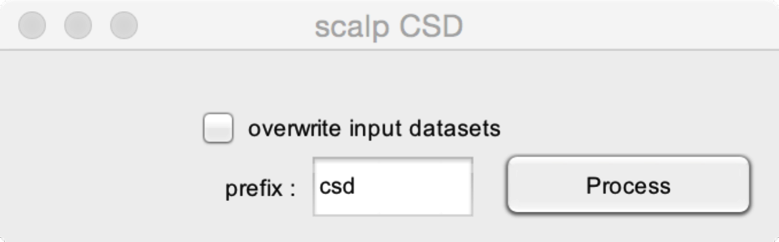 scalp CSD
overwrite input datasets
prefix : csd Process